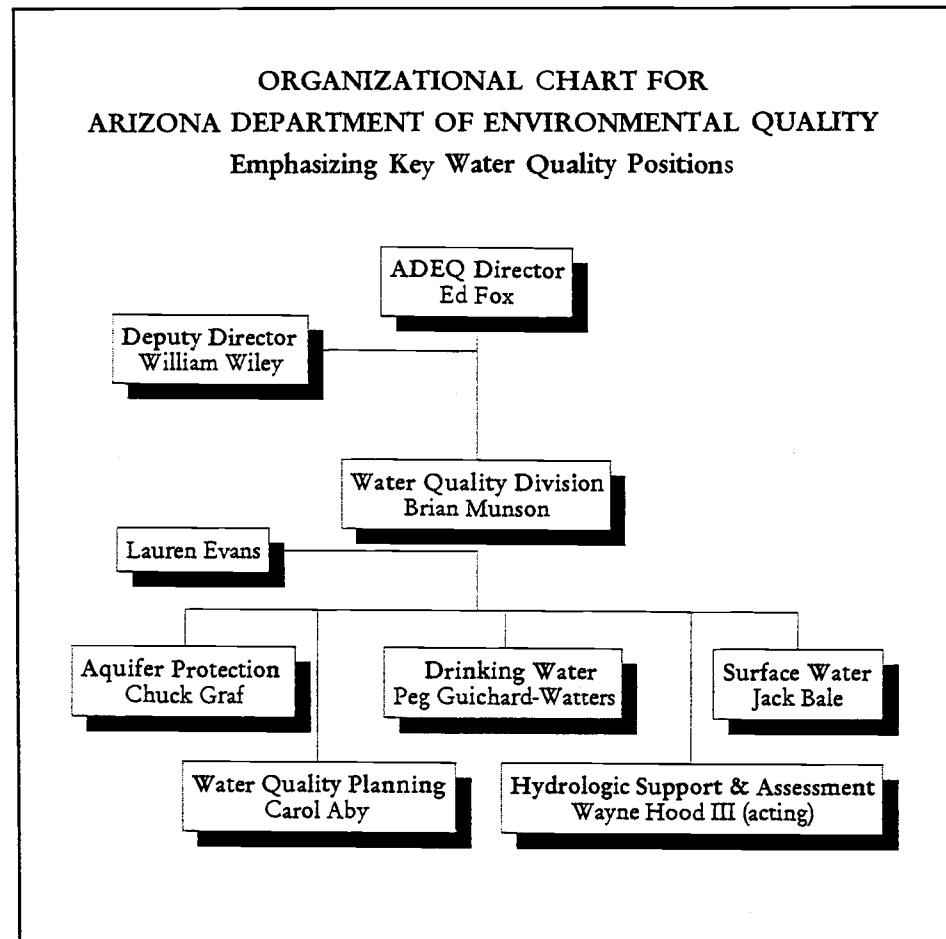 ORGANIZATIONAL CHART FOR
ARIZONA DEPARTMENT OF ENVIRONMENTAL QUALITY
Emphasizing Key Water Quality Positions
ADEQ Director
Ed Fox
Deputy Director
William Wiley
Water Quality Division
Brian Munson
Lauren Evans
Aquifer Protection
Chuck Graf
Drinking Water
Peg Guichard-Watters
Surface Water
Jack Bale
Water Quality Planning
Carol Aby
Hydrologic Support & Assessment
Wayne Hood III (acting)